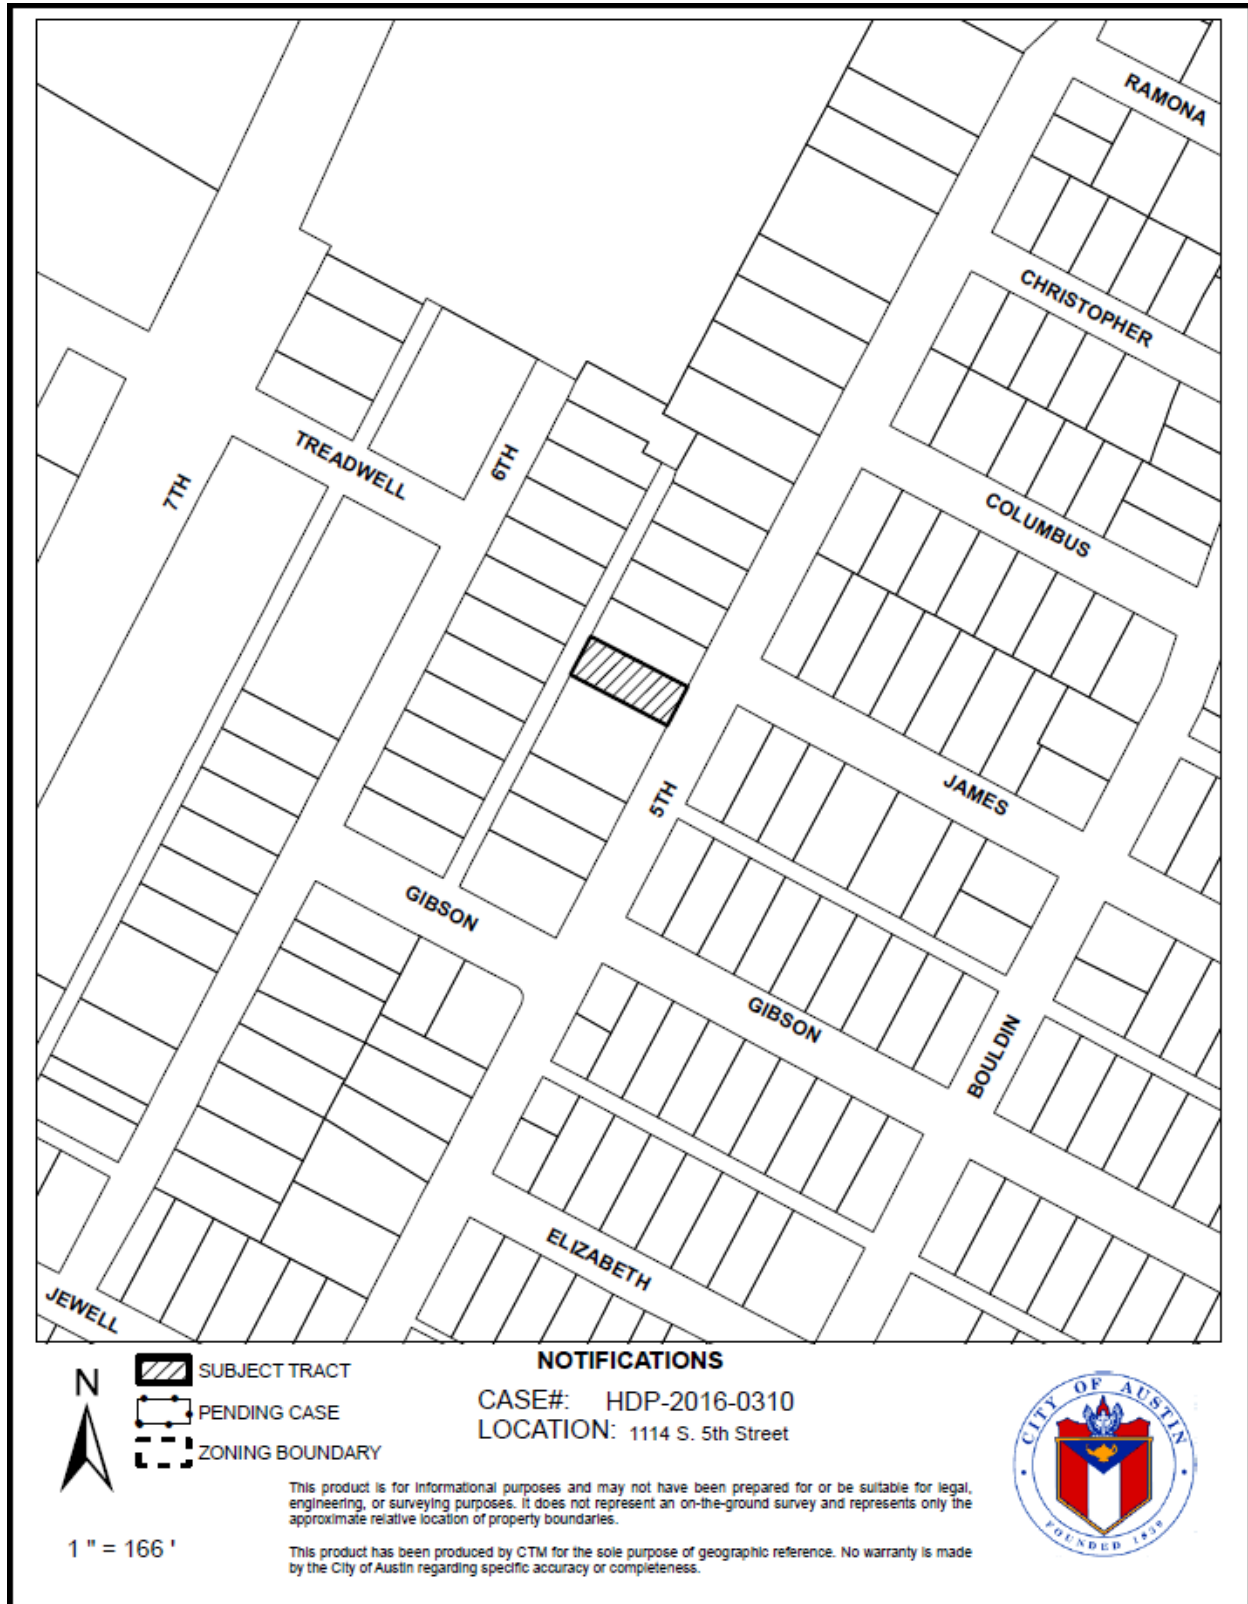 RAMONA
CHRISTOPHER
TREADWELL
6TH
7TH
COLUMBUS
JAMES
5TH
GIBSON
GIBSON
BOULDIN
ELIZABETH
JEWELL
N
SUBJECT TRACT
PENDING CASE
ZONING BOUNDARY
1 " = 166 '
NOTIFICATIONS
CASE#: HDP-2016-0310
LOCATION: 1114 S. 5th Street
This product is for informational purposes and may not have been prepared for or be suitable for legal,
engineering, or surveying purposes. It does not represent an on-the-ground survey and represents only the
approximate relative location of property boundaries.
This product has been produced by CTM for the sole purpose of geographic reference. No warranty is made
by the City of Austin regarding specific accuracy or completeness.
CITY OF AUSTIN
FOUNDED 1839